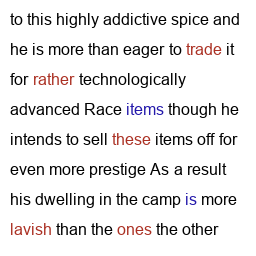 to this highly addictive spice and
he is more than eager to trade it
for rather technologically
advanced Race items though he
intends to sell these items off for
even more prestige As a result
his dwelling in the camp is more
lavish than the ones the other